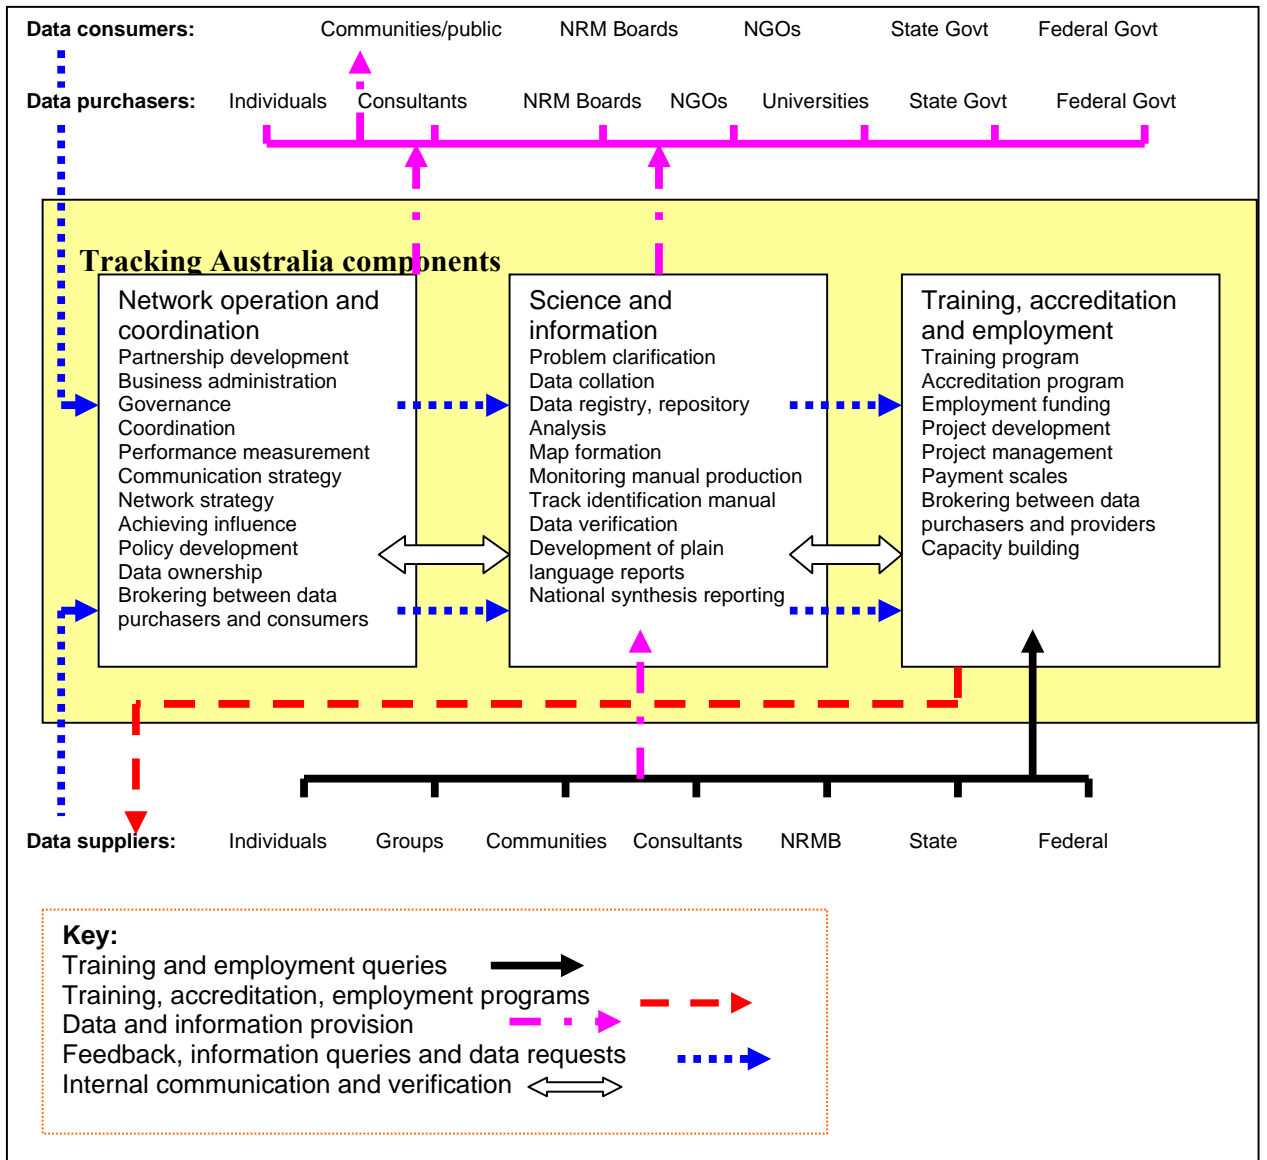 Data consumers: Communities/public NRM Boards NGOs State Govt Federal Govt
Data purchasers: Individuals Consultants NRM Boards NGOs Universities State Govt Federal Govt
Tracking Australia components
Network operation and
coordination
Partnership development
Business administration
Governance
Coordination
Performance measurement
Communication strategy
Network strategy
Achieving influence
Policy development
Data ownership
Brokering between data
purchasers and consumers
Science and
information
Problem clarification
Data collation
Data registry, repository
Analysis
Map formation
Monitoring manual production
Track identification manual
Data verification
Development of plain
language reports
National synthesis reporting
Training, accreditation
and employment
Training program
Accreditation program
Employment funding
Project development
Project management
Payment scales
Brokering between data
purchasers and providers
Capacity building
Data suppliers: Individuals Groups Communities Consultants NRMB State Federal
Key:
Training and employment queries
Training, accreditation, employment programs
Data and information provision
Feedback, information queries and data requests
Internal communication and verification